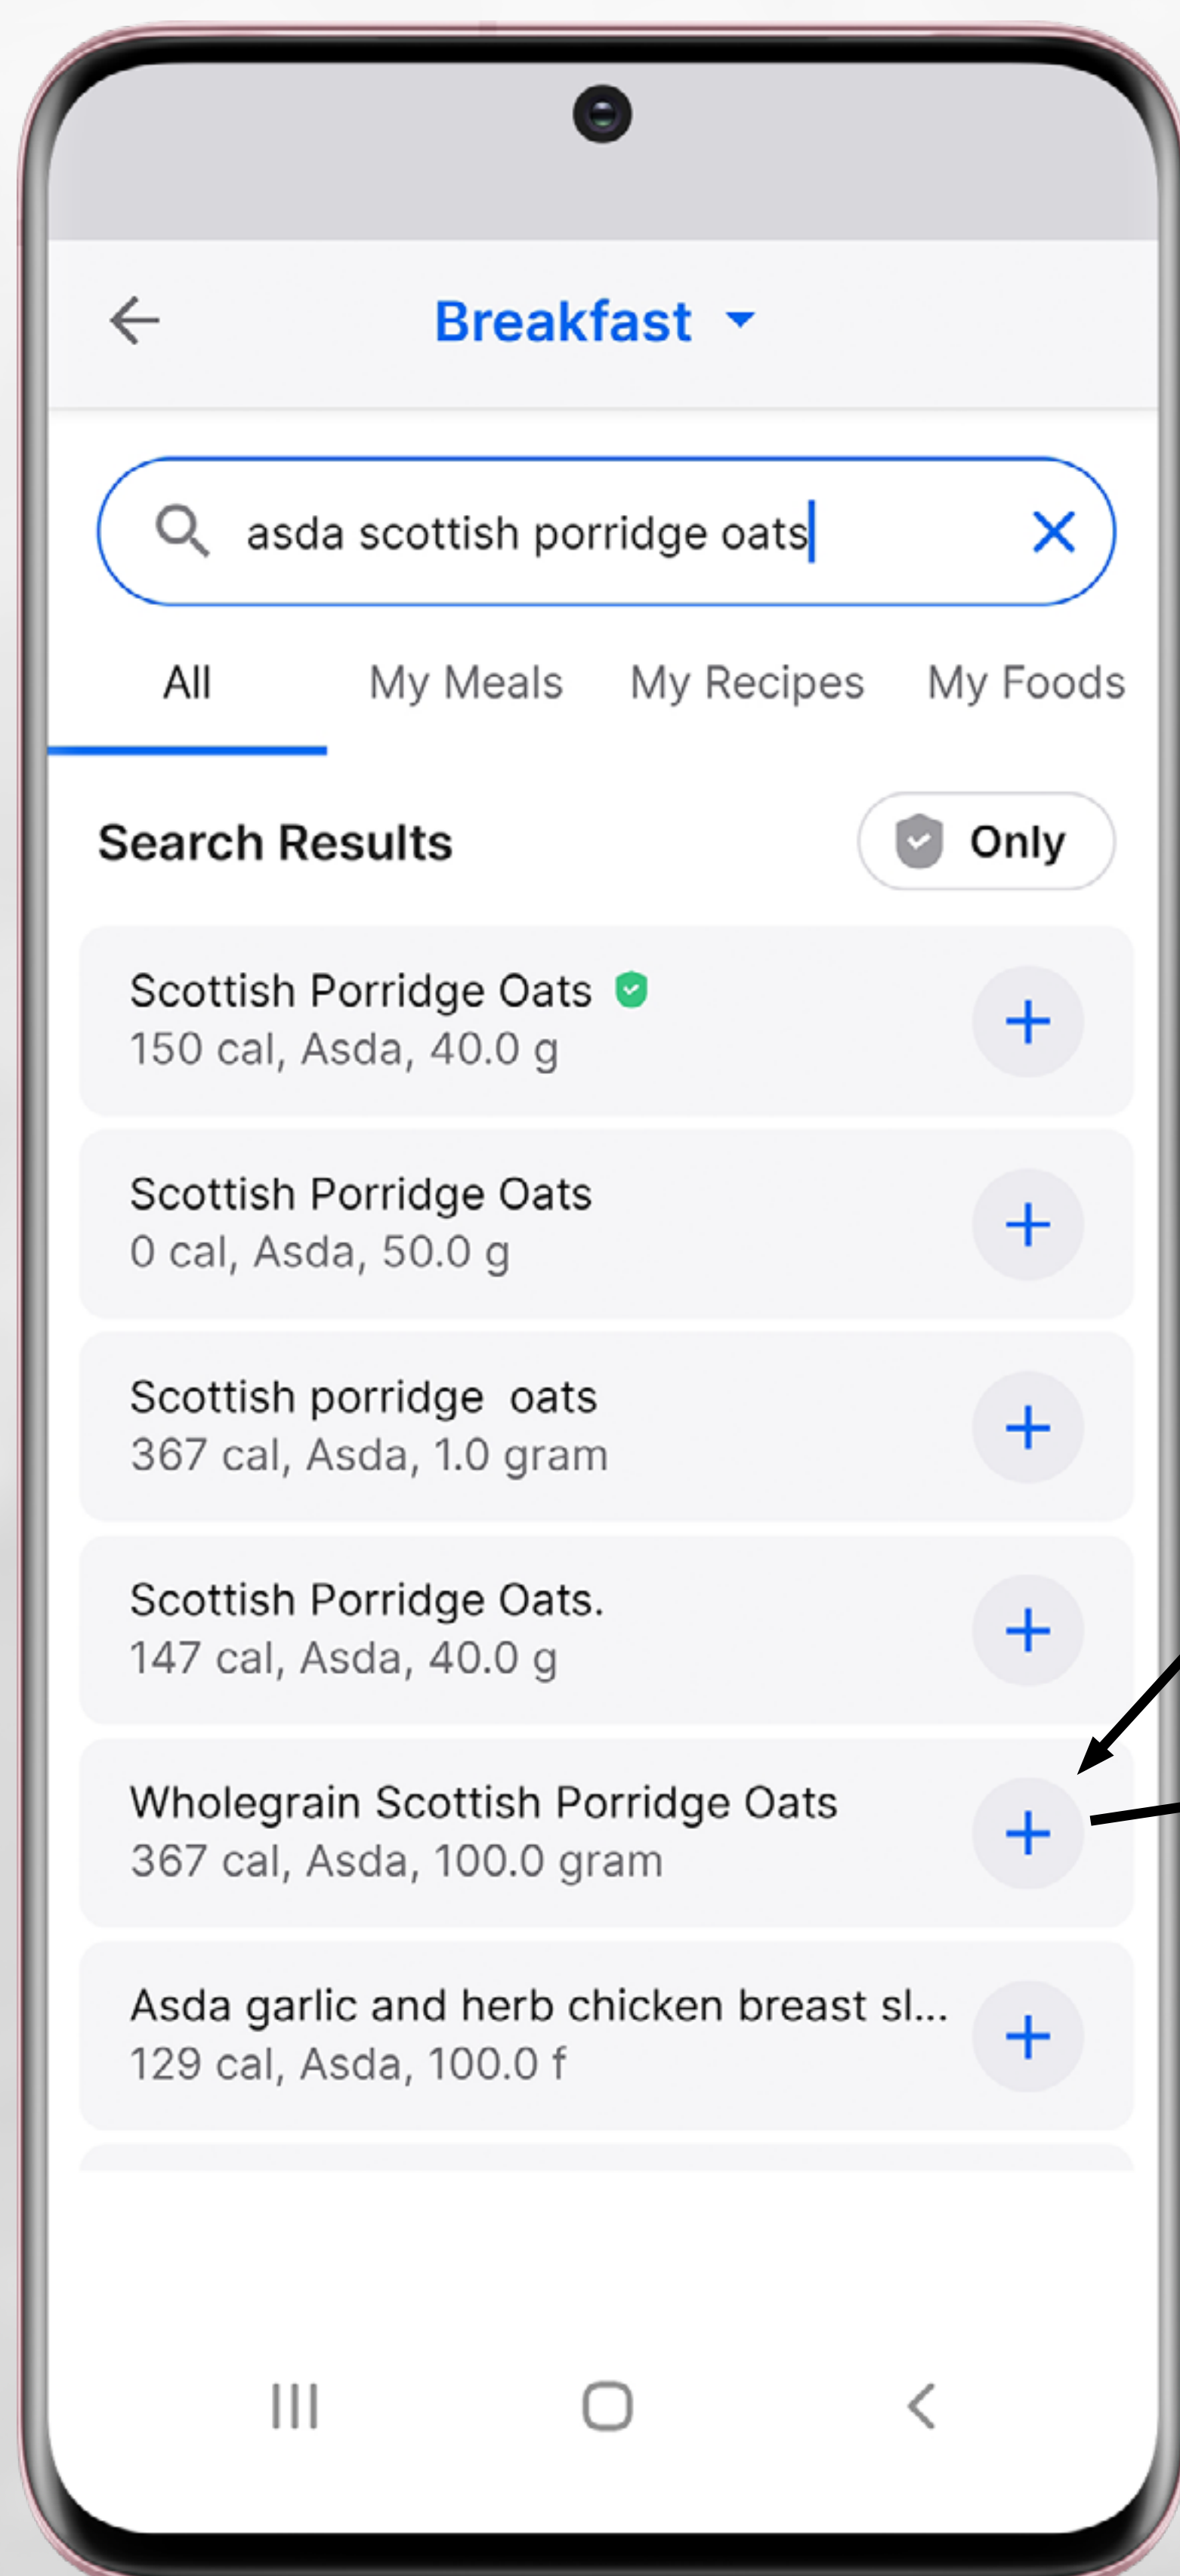 Breakfast
asda scottish porridge oats
All My Meals My Recipes My Foods
Search Results
Only
Scottish Porridge Oats
150 cal, Asda, 40.0 g
Scottish Porridge Oats
0 cal, Asda, 50.0 g
Scottish porridge  oats
367 cal, Asda, 1.0 gram
Scottish Porridge Oats.
147 cal, Asda, 40.0 g
Wholegrain Scottish Porridge Oats
367 cal, Asda, 100.0 gram
Asda garlic and herb chicken breast sl...
129 cal, Asda, 100.0 f